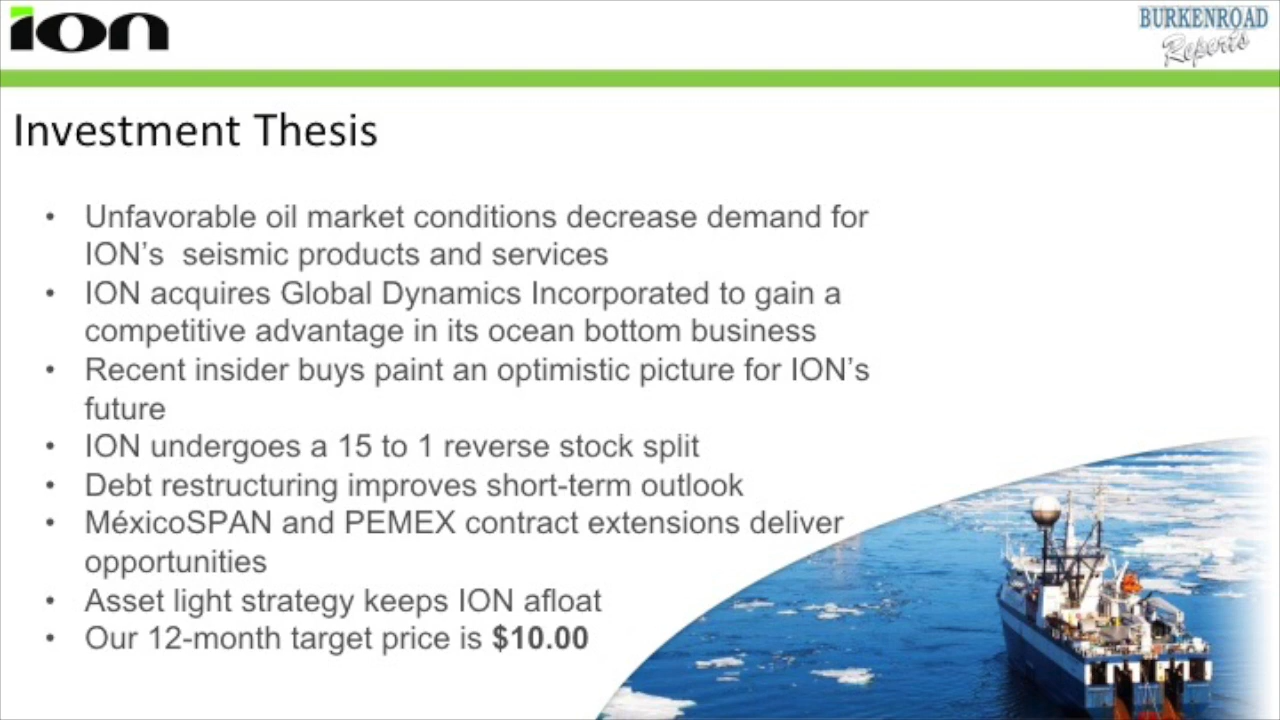 ion
BURKENROAD
Reports
Investment Thesis
• Unfavorable oil market conditions decrease demand for
ION’s  seismic products and services
• ION acquires Global Dynamics Incorporated to gain a
competitive advantage in its ocean bottom business
• Recent insider buys paint an optimistic picture for ION’s
future
• ION undergoes a 15 to 1 reverse stock split
• Debt restructuring improves short-term outlook
• MéxicoSPAN and PEMEX contract extensions deliver
opportunities
• Asset light strategy keeps ION afloat
• Our 12-month target price is $10.00